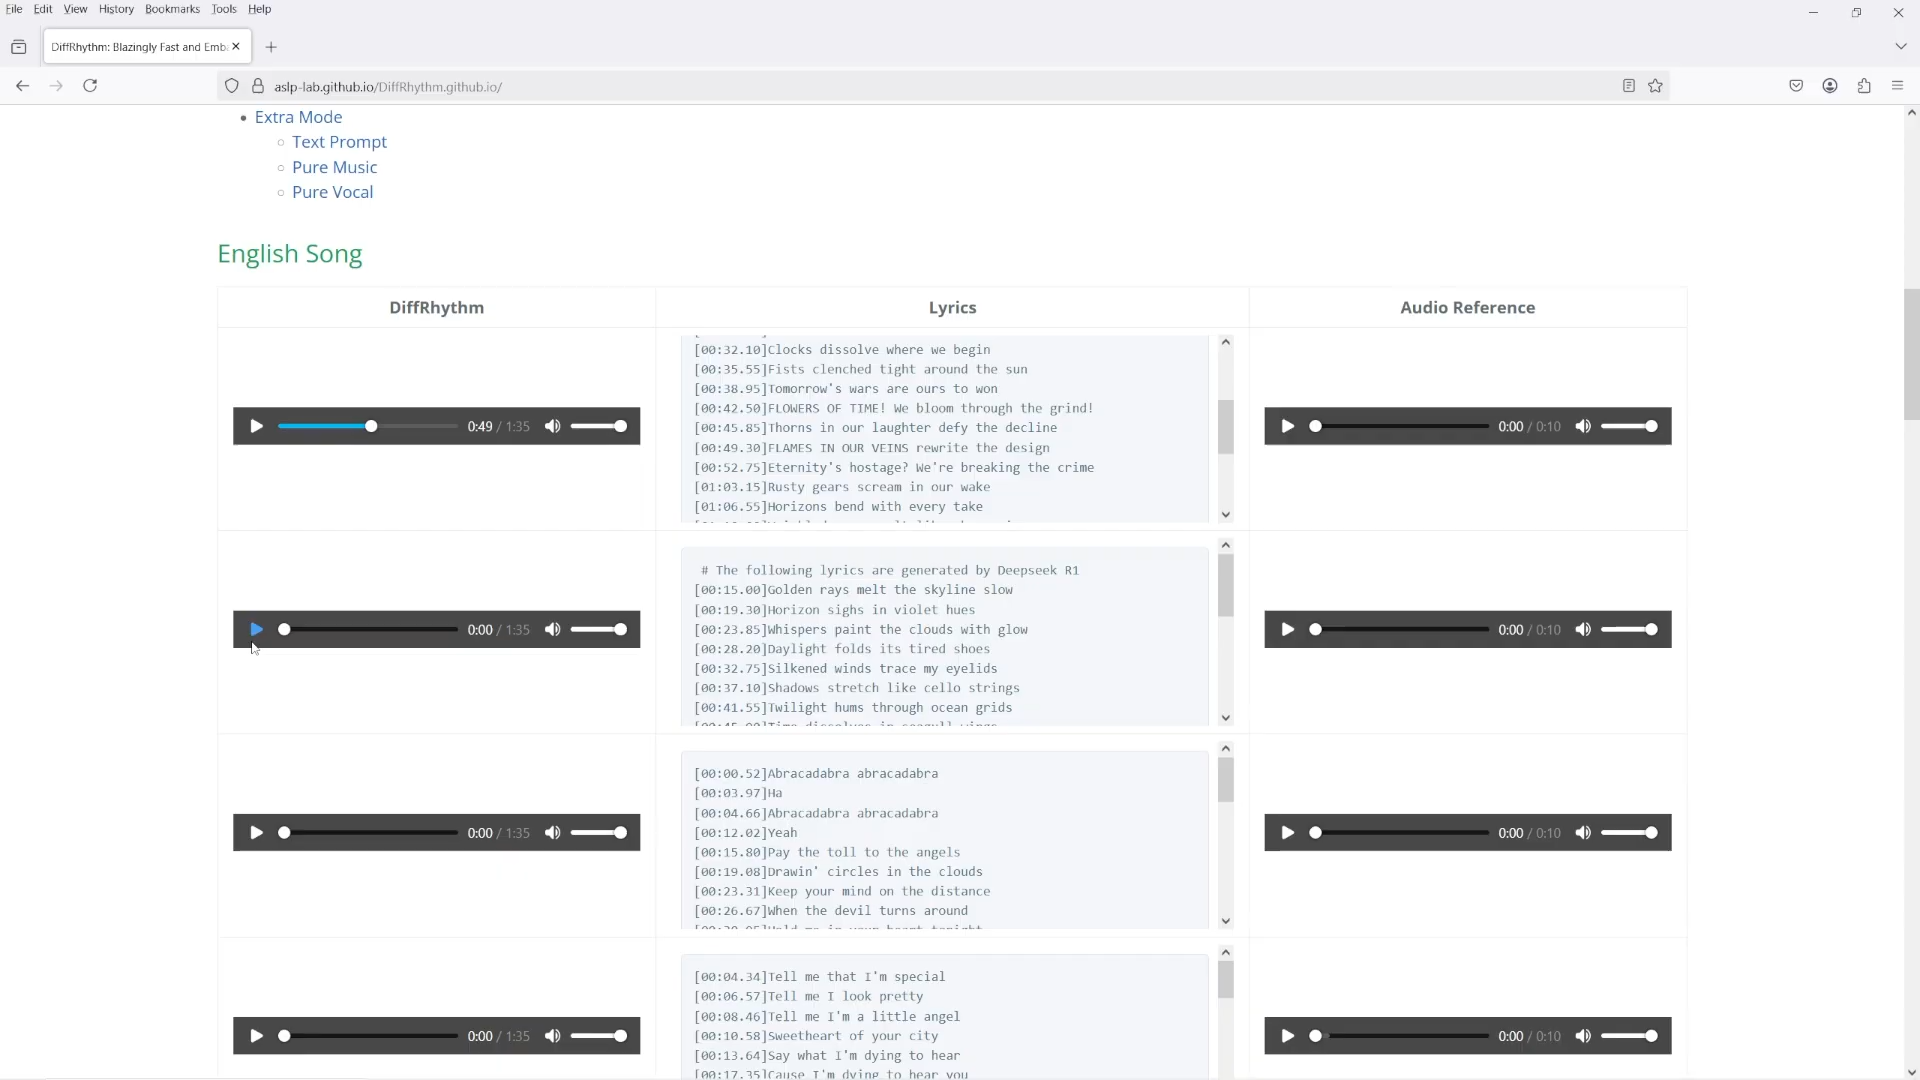 File Edit View History Bookmarks Tools Help
DiffRhythm: Blazingly Fast and Emb
aslp-lab.github.io/DiffRhythm.github.io/
Extra Mode
Text Prompt
Pure Music
Pure Vocal
English Song
DiffRhythm Lyrics Audio Reference
[00:32.10]Clocks dissolve where we begin
[00:35.55]Fists clenched tight around the sun
[00:38.95]Tomorrow's wars are ours to won
[00:42.50]FLOWERS OF TIME! We bloom through the grind!
0:49 / 1:35
0:00 / 0:10
[00:45.85]Thorns in our laughter defy the decline
[00:49.30]FLAMES IN OUR VEINS rewrite the design
[00:52.75]Eternity's hostage? We're breaking the crime
[01:03.15]Rusty gears scream in our wake
[01:06.55]Horizons bend with every take
# The following lyrics are generated by Deepseek R1
[00:15.00]Golden rays melt the skyline slow
[00:19.30]Horizon sighs in violet hues
0:00 / 1:35
[00:23.85]Whispers paint the clouds with glow
0:00 / 0:10
[00:28.20]Daylight folds its tired shoes
[00:32.75]Silkened winds trace my eyelids
[00:37.10]Shadows stretch like cello strings
[00:41.55]Twilight hums through ocean grids
[00:00.52]Abracadabra abracadabra
[00:03.97]Ha
[00:04.66]Abracadabra abracadabra
0:00 / 1:35
[00:12.02]Yeah
0:00 / 0:10
[00:15.80]Pay the toll to the angels
[00:19.08]Drawin' circles in the clouds
[00:23.31]Keep your mind on the distance
[00:26.67]When the devil turns around
[00:04.34]Tell me that I'm special
[00:06.57]Tell me I look pretty
[00:08.46]Tell me I'm a little angel
0:00 / 1:35
[00:10.58]Sweetheart of your city
0:00 / 0:10
[00:13.64]Say what I'm dying to hear
[00:17.35]Cause I'm dying to hear you